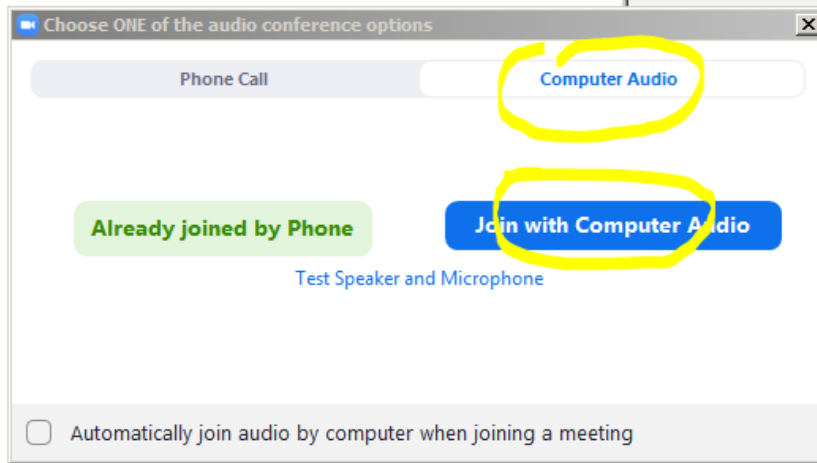 Choose ONE of the audio conference options
Phone Call
Computer Audio
Already joined by Phone
Join with Computer Audio
Test Speaker and Microphone
Automatically join audio by computer when joining a meeting